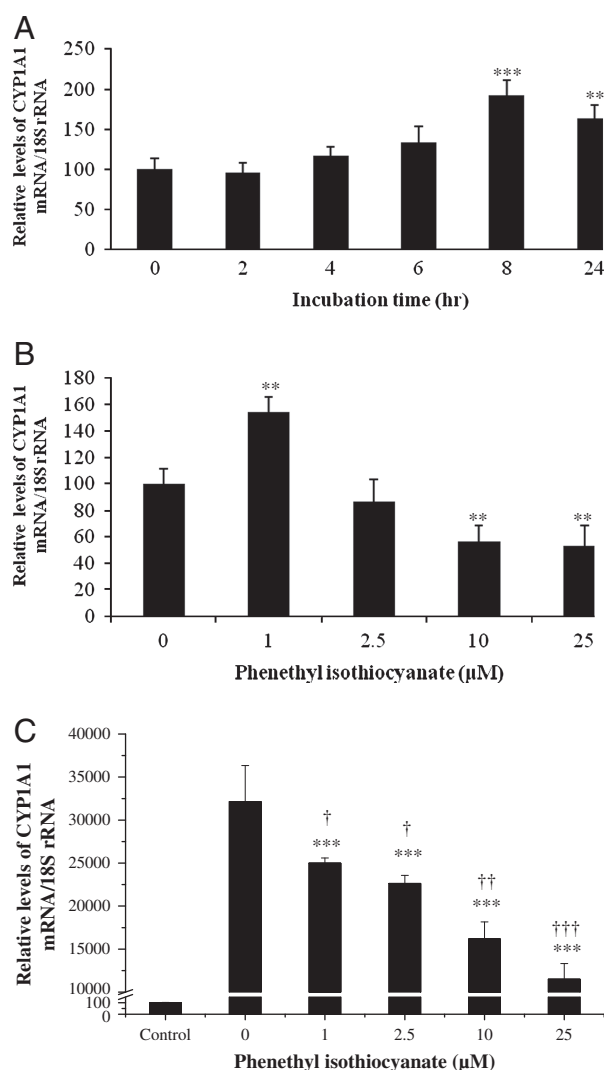 A
Relative levels of CYP1A1
mRNA/18S rRNA
250
200
150
100
50
0
***
**
0 2 4 6 8 24
Incubation time (hr)
B
Relative levels of CYP1A1
mRNA/18S rRNA
180
160
140
120
100
80
60
40
20
0
**
** **
0 1 2.5 10 25
Phenethyl isothiocyanate (µM)
C
Relative levels of CYP1A1
mRNA/18S rRNA
40000
35000
30000
25000
20000
15000
10000
100
0
† †
*** ***
††
***
†††
***
Control 0 1 2.5 10 25
Phenethyl isothiocyanate (µM)